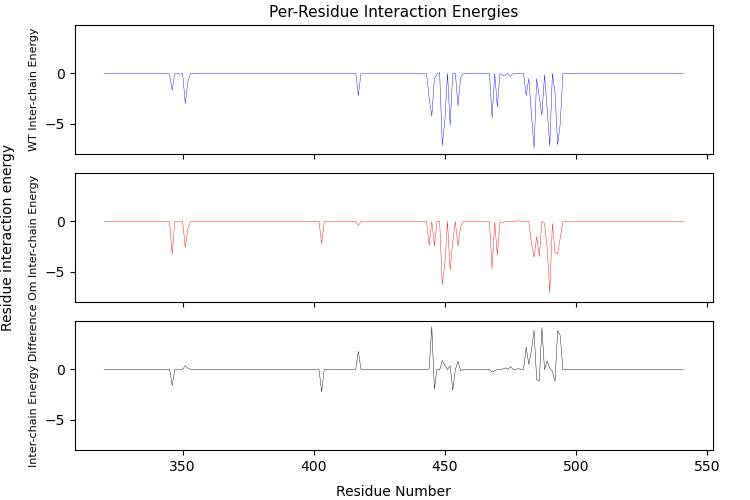 Per-Residue Interaction Energies
WT Inter-chain Energy
0
−5
Residue interaction energy
Om Inter-chain Energy
0
−5
Inter-chain Energy Difference
0
−5
350
400
450
500
550
Residue Number